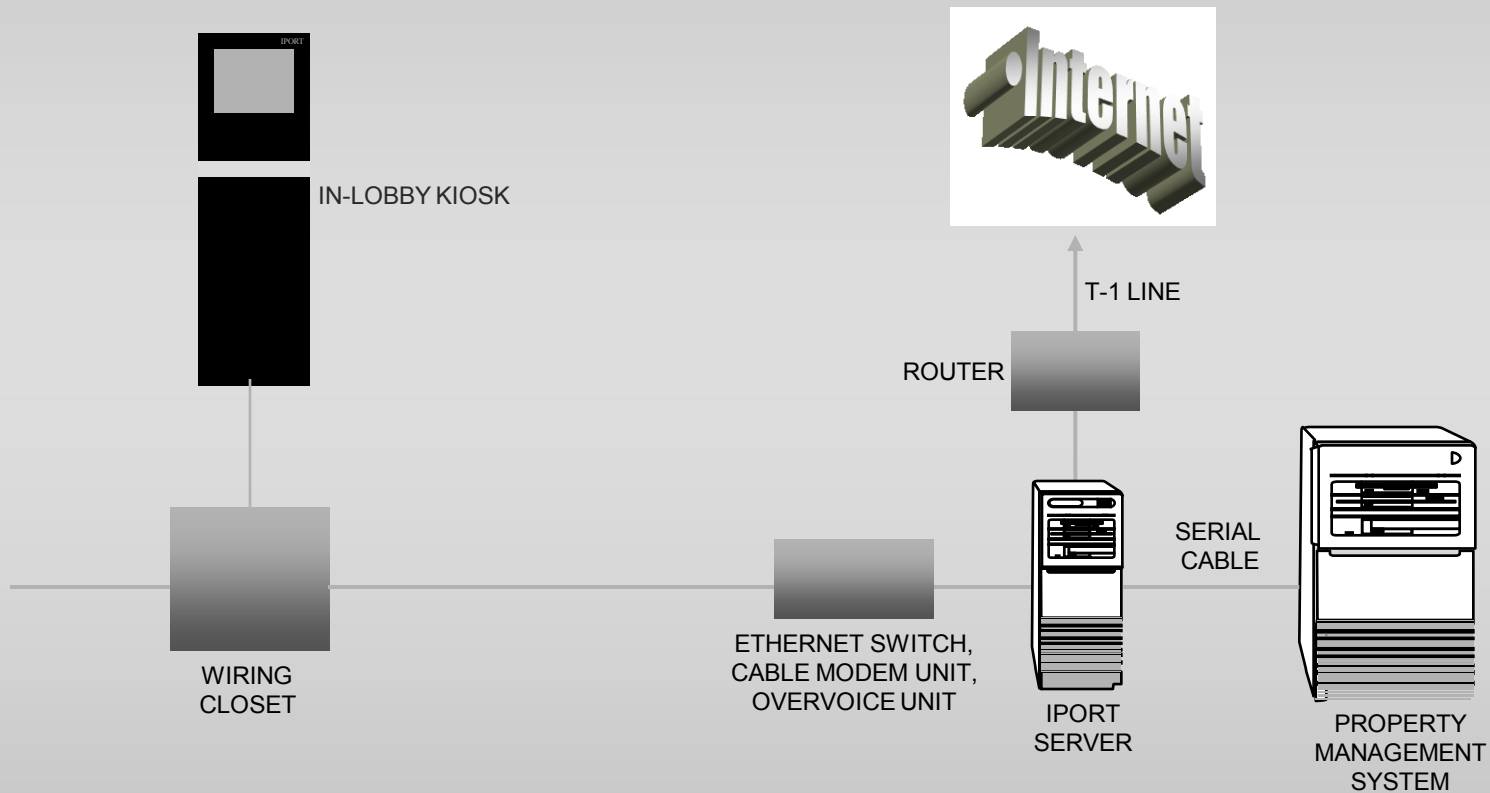 IPORT
Internet
IN-LOBBY KIOSK
T-1 LINE
ROUTER
SERIAL
CABLE
ETHERNET SWITCH,
CABLE MODEM UNIT,
OVERVOICE UNIT
WIRING
CLOSET
IPORT
SERVER
PROPERTY
MANAGEMENT
SYSTEM